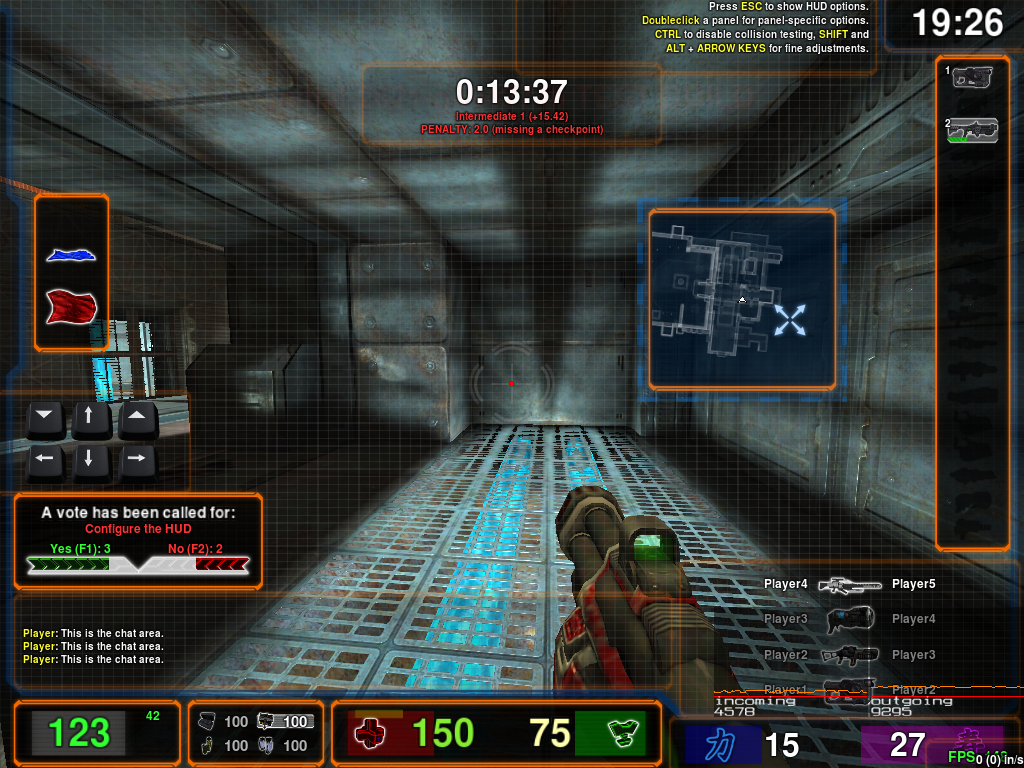 Press ESC to show HUD options.
Doubleclick a panel for panel-specific options.
CTRL to disable collision testing, SHIFT and
ALT + ARROW KEYS for fine adjustments.
19:26
0:13:37
Intermediate 1 (+15.42)
PENALTY: 2.0 (missing a checkpoint)
1
2
A vote has been called for:
Configure the HUD
Yes (F1): 3 No (F2): 2
Player4 Player5
Player3 Player4
Player2 Player3
Player1 Player2
Player: This is the chat area.
Player: This is the chat area.
Player: This is the chat area.
incoming outgoing
4578 9295
123 42
100 100
100 100
150 75
力 15
27
FPS
0 (0) in/s